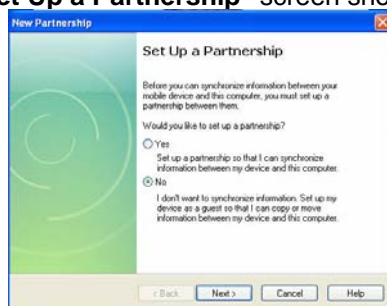 et Up a Partnership" screen sho
New Partnership
Set Up a Partnership
Before you can synchronize information between your
mobile device and this computer, you must set up a
partnership between them.
Would you like to set up a partnership?
Yes
Set up a partnership so that I can synchronize
information between my device and this computer.
No
I don't want to synchronize information. Set up my
device as a guest so that I can copy or move
information between my device and this computer.
< Back Next > Cancel Help